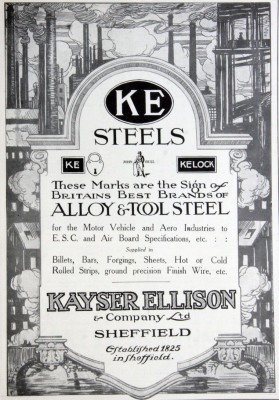 KE
STEELS
KE
KELOCK
These Marks are the Sign of
BRITAINS BEST BRANDS OF
ALLOY & TOOL STEEL
for the Motor Vehicle and Aero Industries to
E.S.C. and Air Board Specifications, etc. : :
Supplied in
Billets, Bars, Forgings, Sheets, Hot or Cold
Rolled Strips, ground precision Finish Wire, etc.
KAYSER ELLISON
& Company Ltd
SHEFFIELD
Established 1825
in Sheffield.